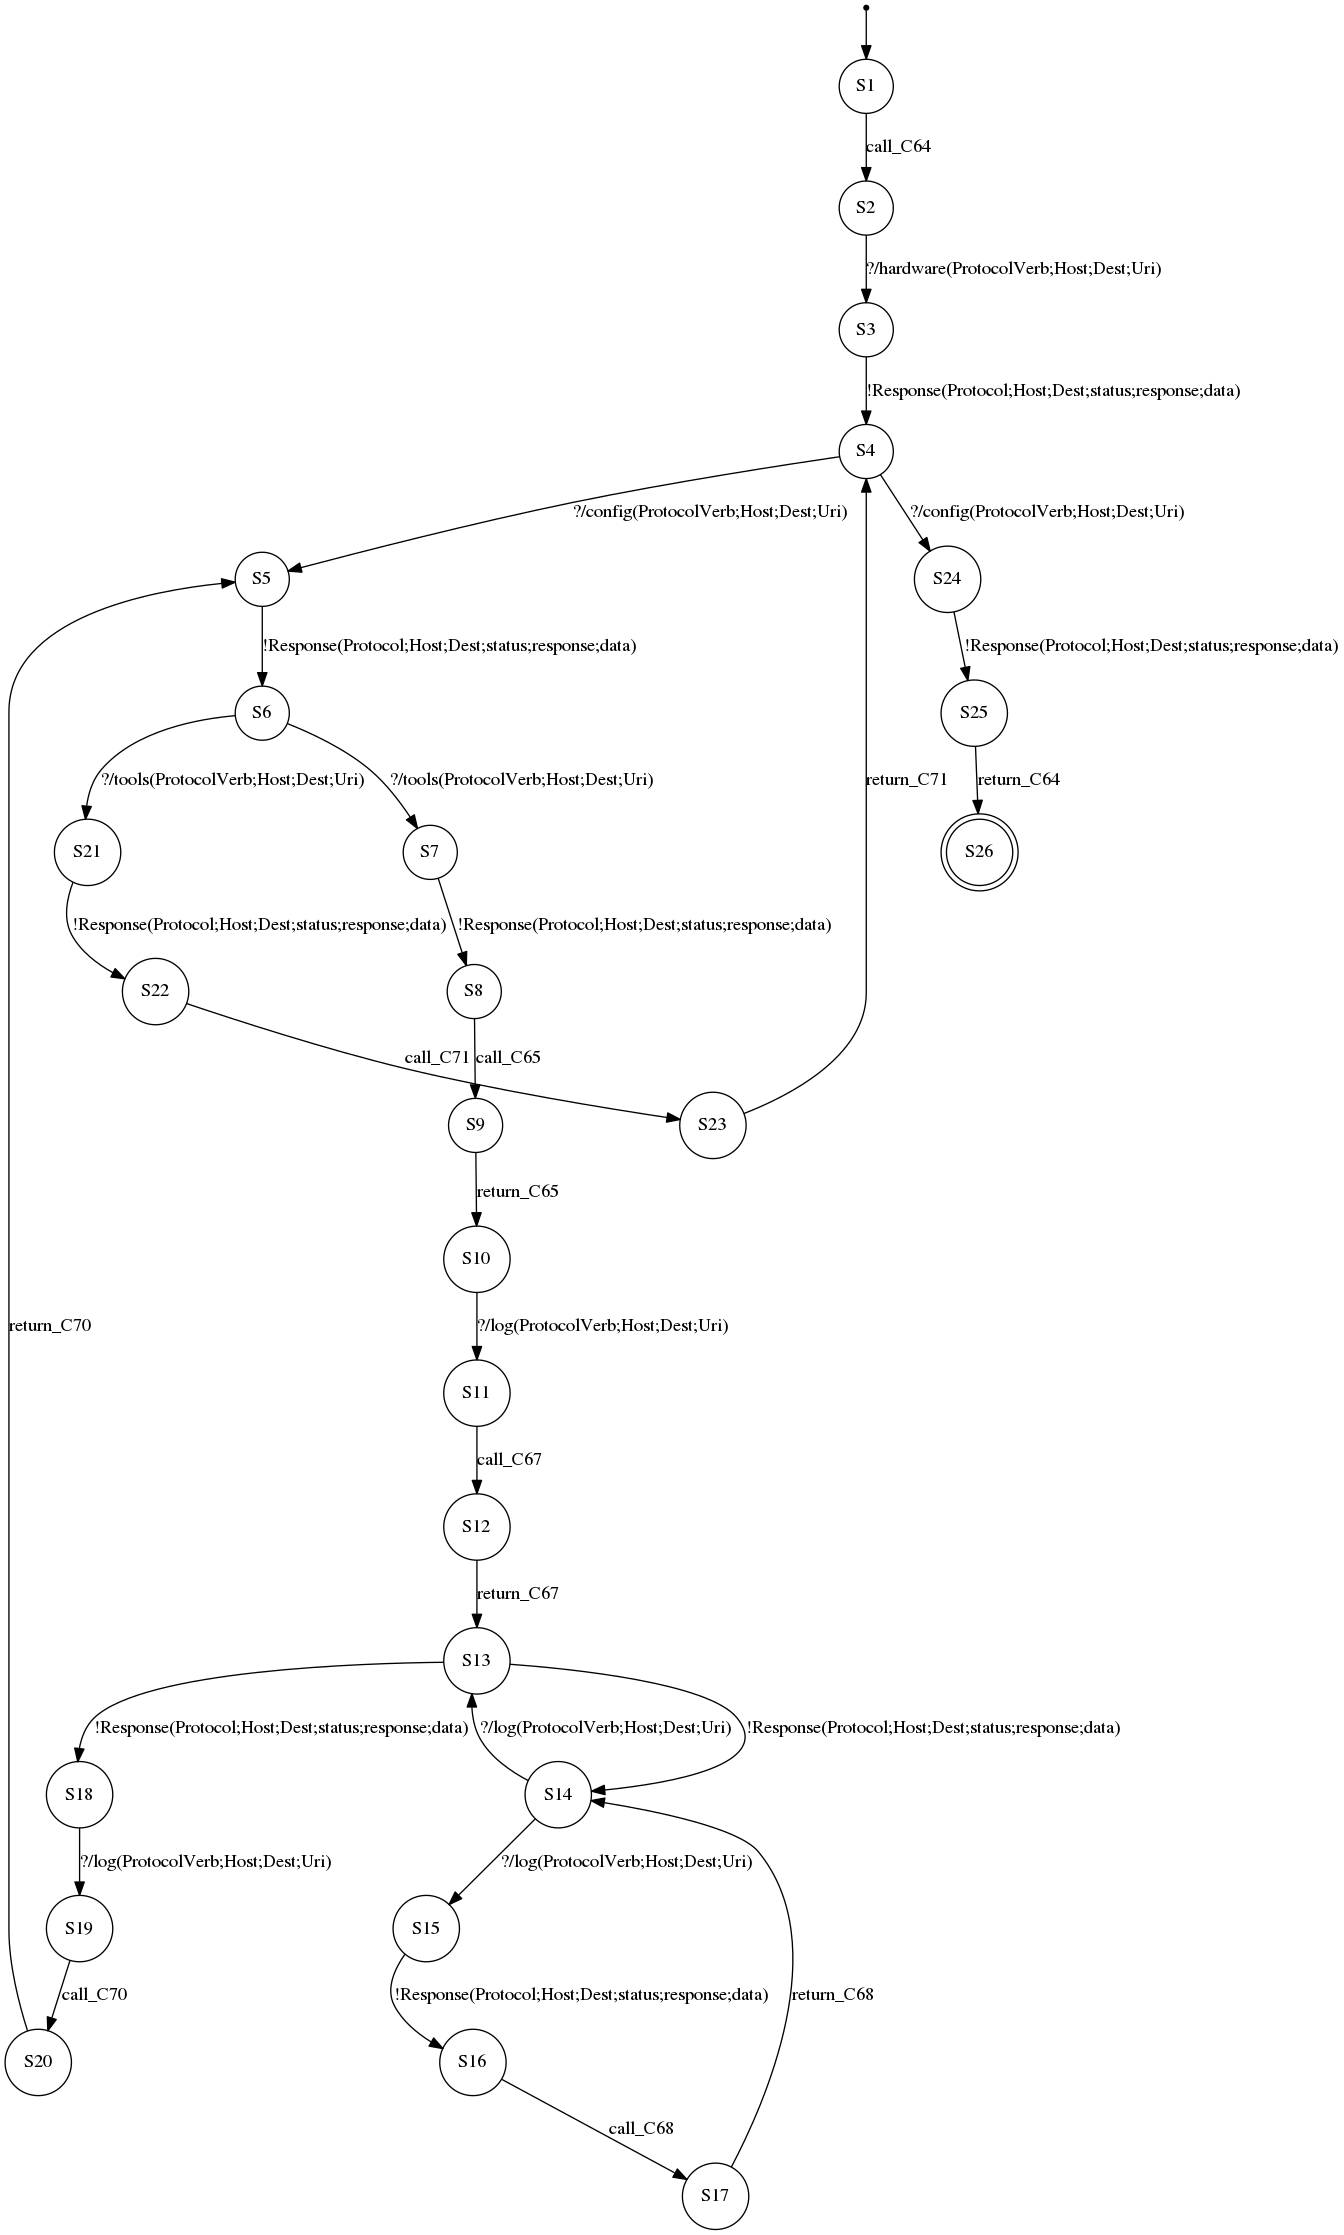 S1
call_C64
S2
?/hardware(ProtocolVerb;Host;Dest;Uri)
S3
!Response(Protocol;Host;Dest;status;response;data)
S4
?/config(ProtocolVerb;Host;Dest;Uri)
?/config(ProtocolVerb;Host;Dest;Uri)
S5
S24
!Response(Protocol;Host;Dest;status;response;data)
!Response(Protocol;Host;Dest;status;response;data)
S6
S25
?/tools(ProtocolVerb;Host;Dest;Uri)
?/tools(ProtocolVerb;Host;Dest;Uri)
return_C71
return_C64
S21
S7
S26
!Response(Protocol;Host;Dest;status;response;data)
!Response(Protocol;Host;Dest;status;response;data)
S22
S8
call_C71
call_C65
S9
S23
return_C65
S10
return_C70
?/log(ProtocolVerb;Host;Dest;Uri)
S11
call_C67
S12
return_C67
S13
!Response(Protocol;Host;Dest;status;response;data)
?/log(ProtocolVerb;Host;Dest;Uri)
!Response(Protocol;Host;Dest;status;response;data)
S18
S14
?/log(ProtocolVerb;Host;Dest;Uri)
?/log(ProtocolVerb;Host;Dest;Uri)
S19
S15
call_C70
!Response(Protocol;Host;Dest;status;response;data)
return_C68
S20
S16
call_C68
S17